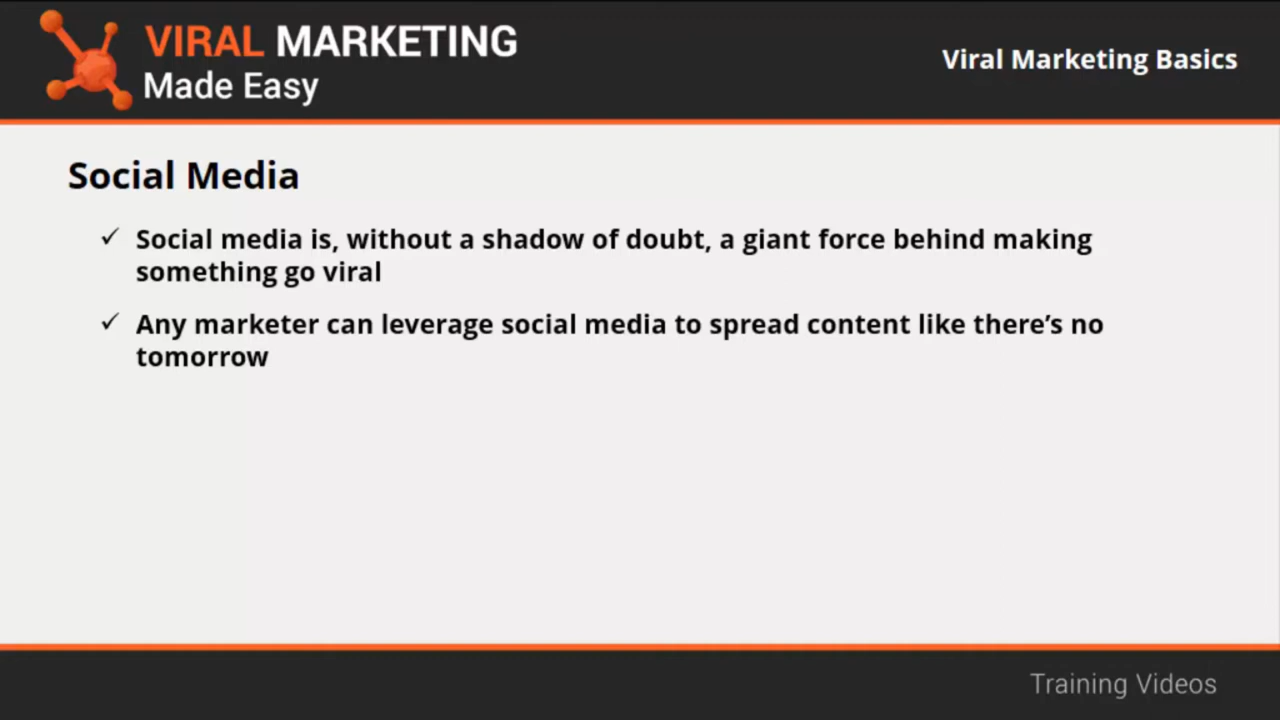 VIRAL MARKETING
Made Easy
Viral Marketing Basics
Social Media
✓ Social media is, without a shadow of doubt, a giant force behind making
something go viral
✓ Any marketer can leverage social media to spread content like there’s no
tomorrow
Training Videos